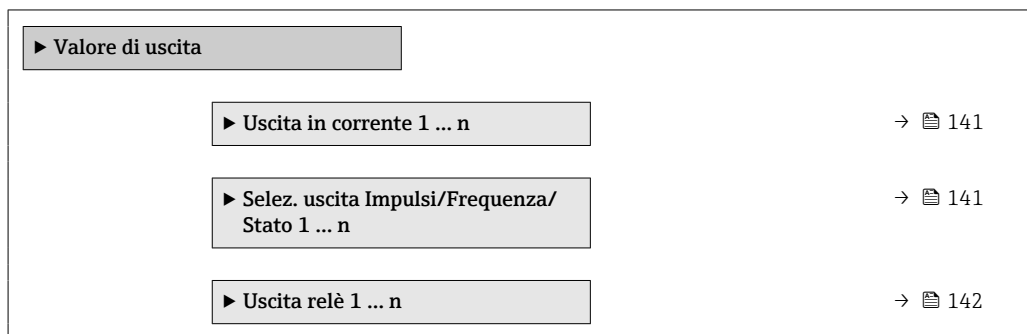 ▶ Valore di uscita
▶ Uscita in corrente 1 … n → 141
▶ Selez. uscita Impulsi/Frequenza/
Stato 1 … n → 141
▶ Uscita relè 1 … n → 142